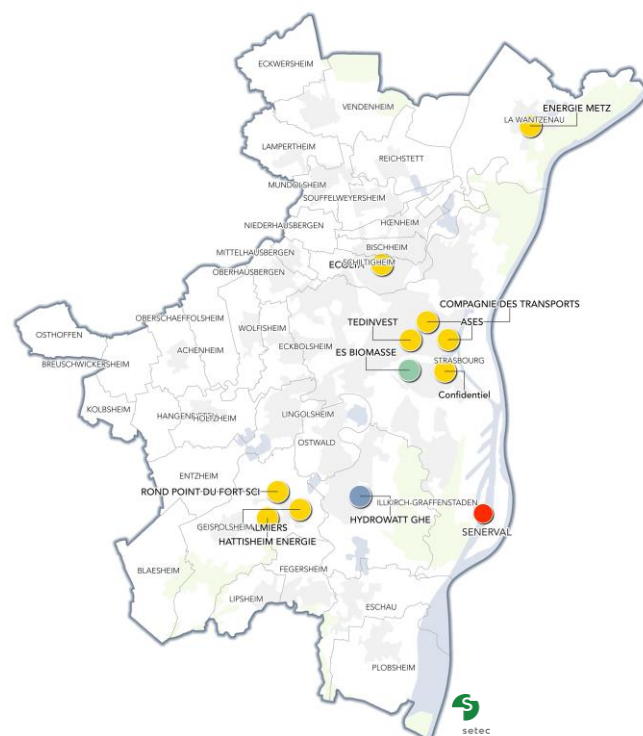 ECKWERSHEIM
VENDENHEIM
ENERGIE METZ
LA WANTZENAU
LAMPERTHEIM
REICHSTETT
MUNDOLSHEIM
SOUFFELWEYERSHEIM
NIEDERHAUSBERGEN
HŒNHEIM
MITTELHAUSBERGEN
BISCHHEIM
SCHILTIGHEIM
OBERHAUSBERGEN
COMPAGNIE DES TRANSPORTS
OBERSCHAEFFOLSHEIM
TEDINVEST
ASES
WOLFISHEIM
OSTHOFFEN
ACHENHEIM
ECKBOLSHEIM
ES BIOMASSE
STRASBOURG
BREUSCHWICKERSHEIM
Confidentiel
KOLBSHEIM
HOLTZHEIM
LINGOLSHEIM
OSTWALD
ENTZHEIM
ROND POINT DU FORT SCI
ILLKIRCH-GRAFFENSTADEN
GEISPOLSHEIM
LMIERS
HYDROWATT GHE
SENERVAL
HATTISHEIM ENERGIE
BLAESHEIM
FEGERSHEIM
LIPSHEIM
ESCHAU
PLOBSHEIM
setec